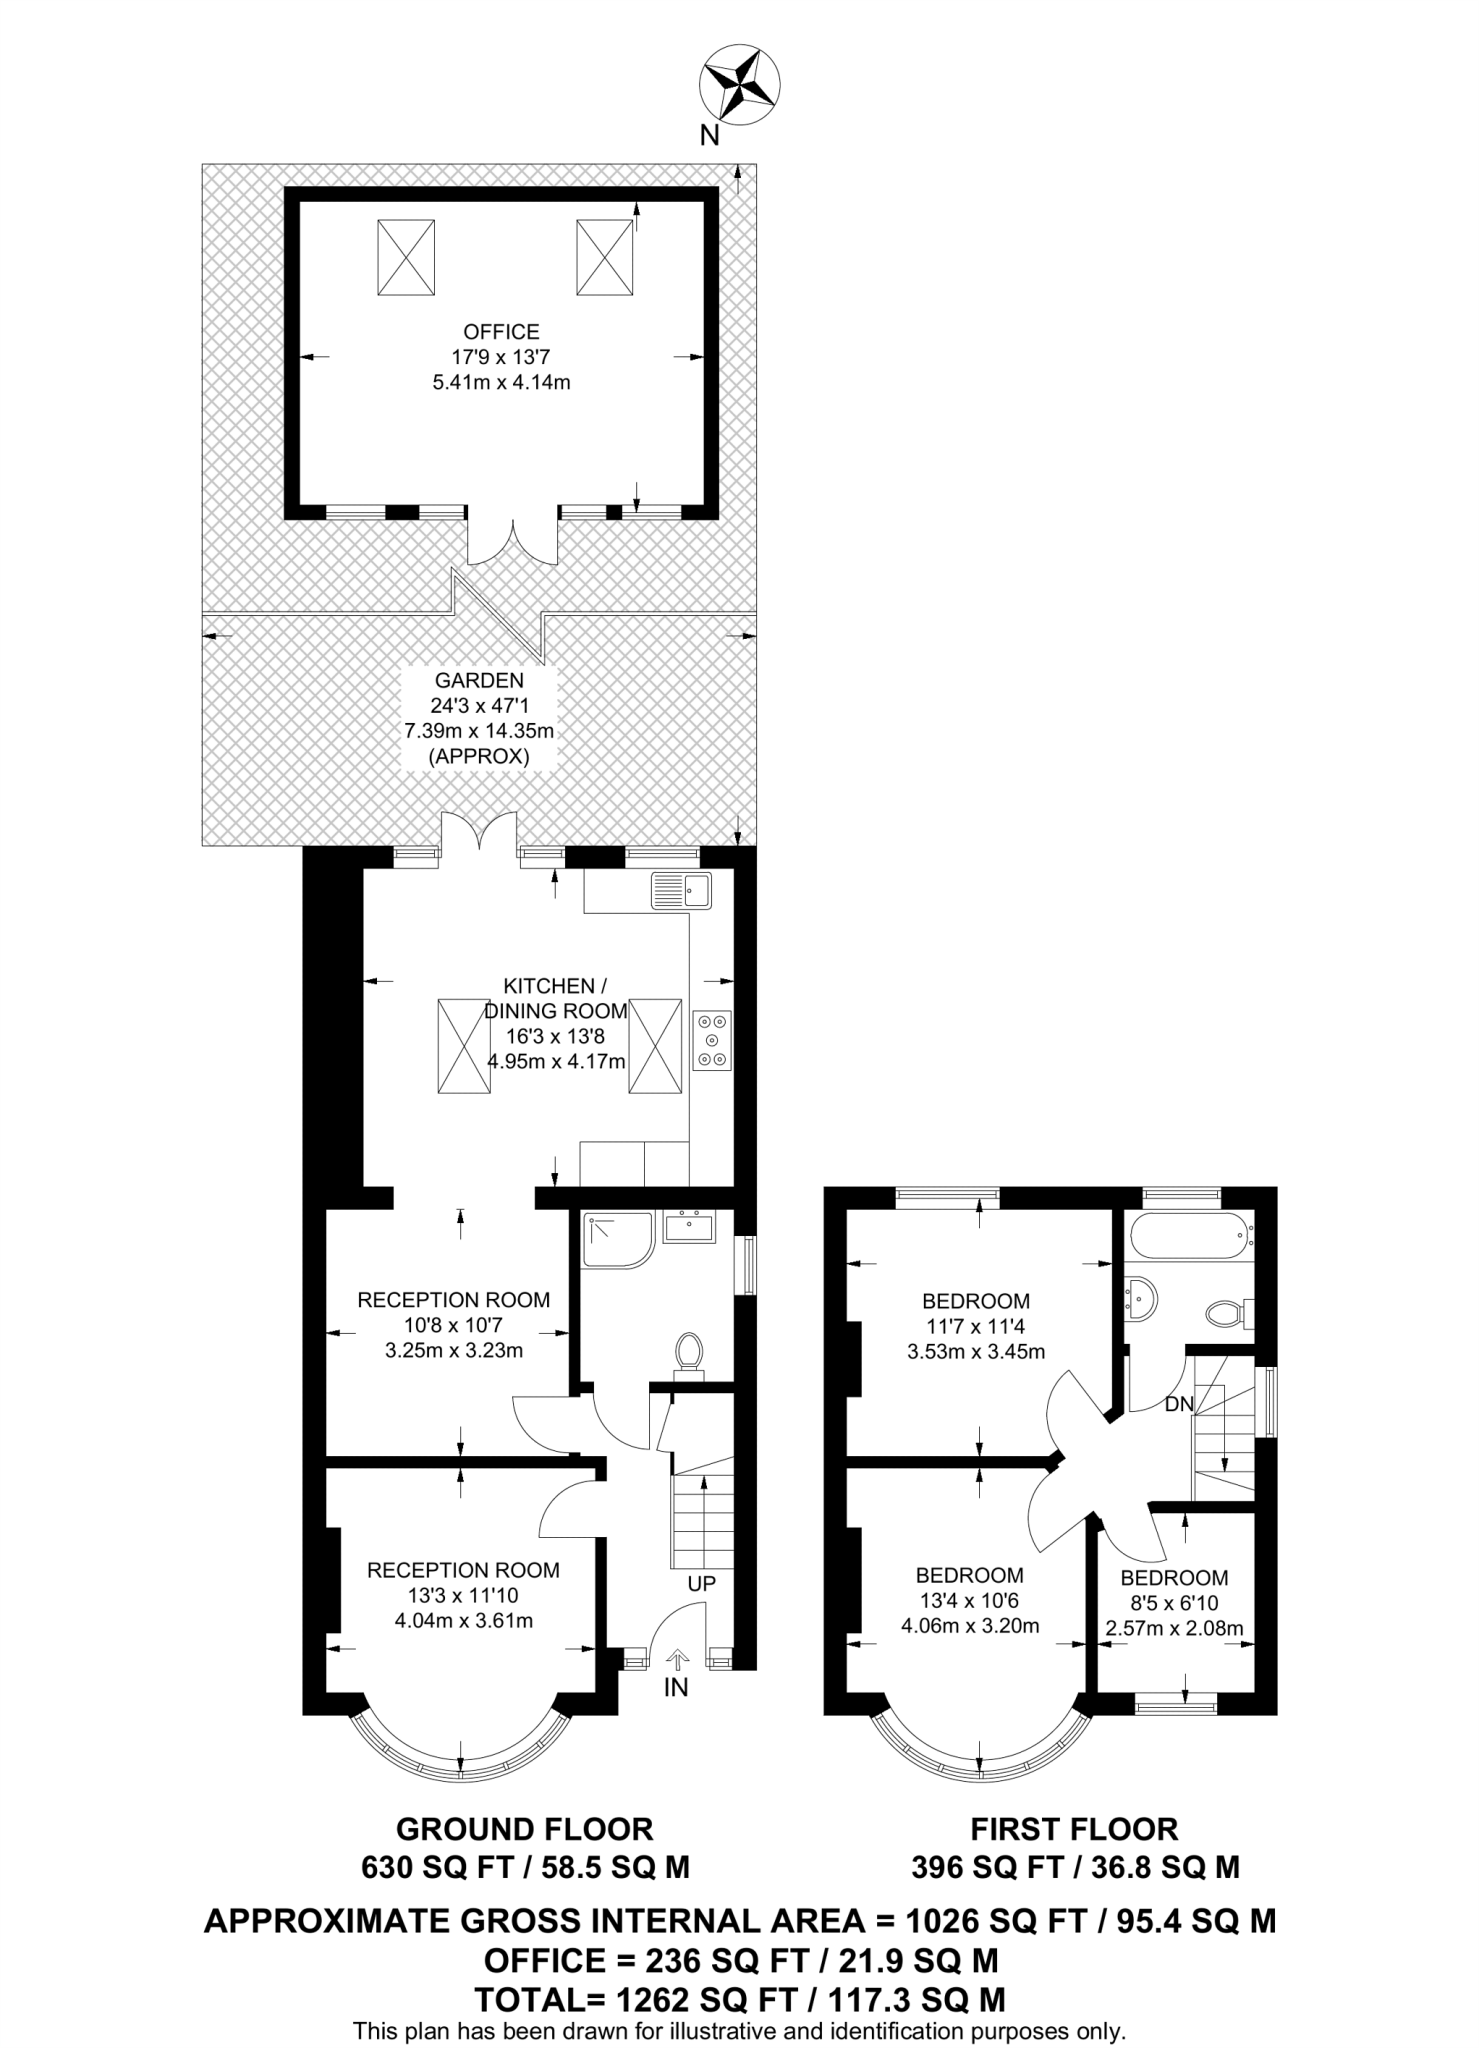 N
OFFICE
17'9 x 13'7
5.41m x 4.14m
GARDEN
24'3 x 47'1
7.39m x 14.35m
(APPROX)
KITCHEN /
DINING ROOM
16'3 x 13'8
4.95m x 4.17m
RECEPTION ROOM
10'8 x 10'7
3.25m x 3.23m
RECEPTION ROOM
13'3 x 11'10
4.04m x 3.61m
UP
IN
BEDROOM
11'7 x 11'4
3.53m x 3.45m
DN
BEDROOM
13'4 x 10'6
4.06m x 3.20m
BEDROOM
8'5 x 6'10
2.57m x 2.08m
GROUND FLOOR
630 SQ FT / 58.5 SQ M
FIRST FLOOR
396 SQ FT / 36.8 SQ M
APPROXIMATE GROSS INTERNAL AREA = 1026 SQ FT / 95.4 SQ M
OFFICE = 236 SQ FT / 21.9 SQ M
TOTAL= 1262 SQ FT / 117.3 SQ M
This plan has been drawn for illustrative and identification purposes only.